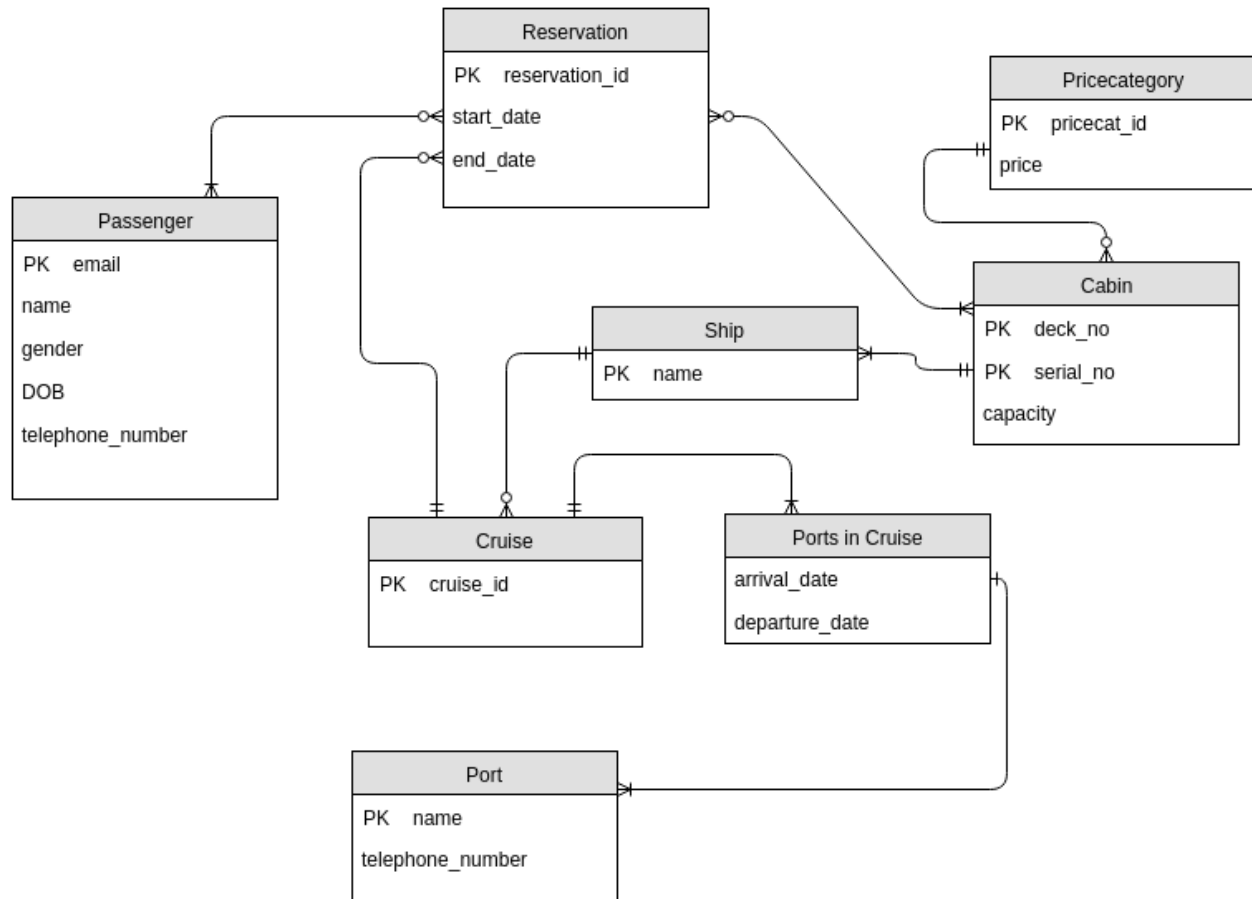 Reservation
PK reservation_id
start_date
end_date
Pricecategory
PK pricecat_id
price
Passenger
PK email
name
gender
DOB
telephone_number
Cabin
PK deck_no
PK serial_no
capacity
Ship
PK name
Cruise
PK cruise_id
Ports in Cruise
arrival_date
departure_date
Port
PK name
telephone_number